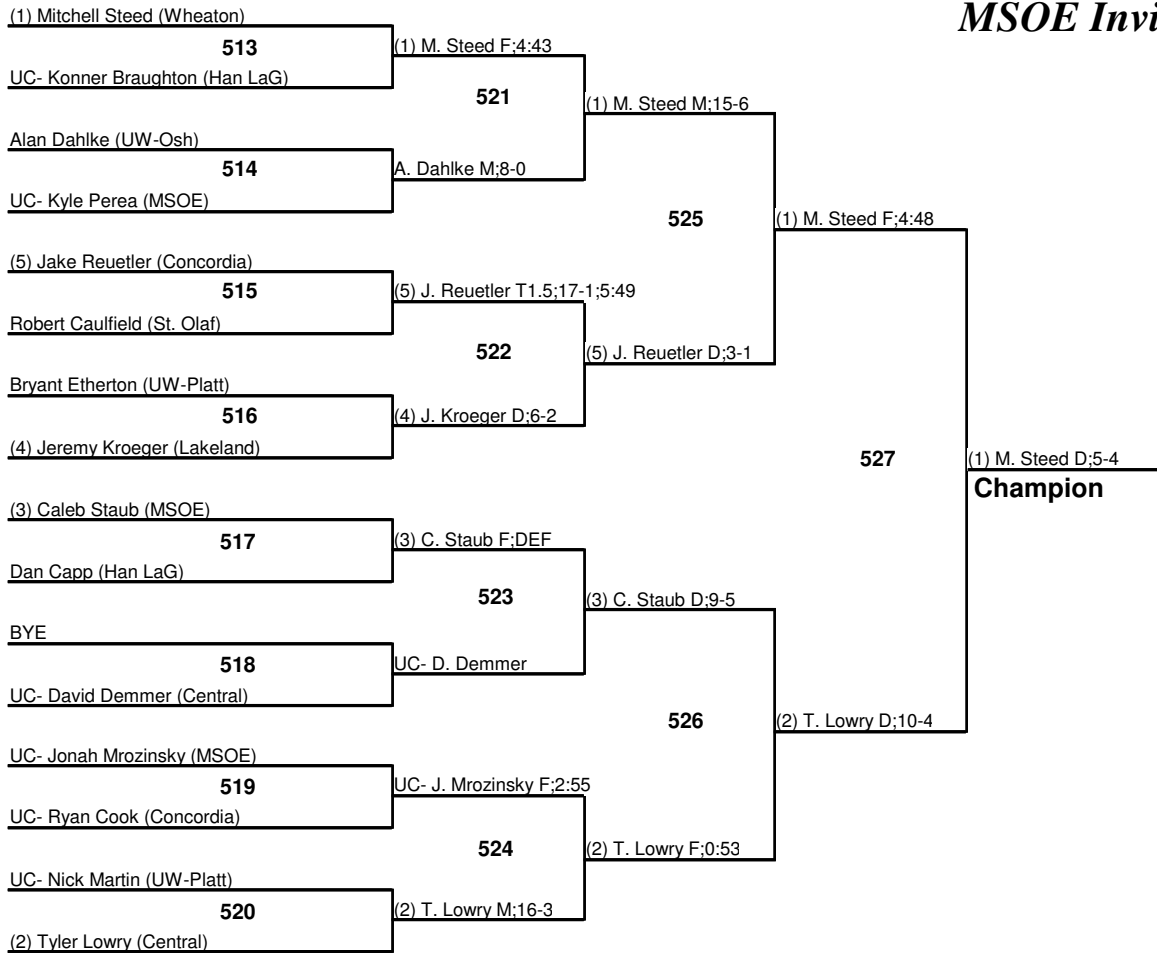 MSOE Invi
(1) Mitchell Steed (Wheaton)
513
UC- Konner Braughton (Han LaG)
(1) M. Steed F;4:43
521
(1) M. Steed M;15-6
Alan Dahlke (UW-Osh)
514
UC- Kyle Perea (MSOE)
A. Dahlke M;8-0
525
(1) M. Steed F;4:48
(5) Jake Reuetler (Concordia)
515
Robert Caulfield (St. Olaf)
(5) J. Reuetler T1.5;17-1;5:49
522
(5) J. Reuetler D;3-1
Bryant Etherton (UW-Platt)
516
(4) Jeremy Kroeger (Lakeland)
(4) J. Kroeger D;6-2
527
(1) M. Steed D;5-4
Champion
(3) Caleb Staub (MSOE)
517
Dan Capp (Han LaG)
(3) C. Staub F;DEF
523
(3) C. Staub D;9-5
BYE
518
UC- David Demmer (Central)
UC- D. Demmer
526
(2) T. Lowry D;10-4
UC- Jonah Mrozinsky (MSOE)
519
UC- Ryan Cook (Concordia)
UC- J. Mrozinsky F;2:55
524
(2) T. Lowry F;0:53
UC- Nick Martin (UW-Platt)
520
(2) Tyler Lowry (Central)
(2) T. Lowry M;16-3